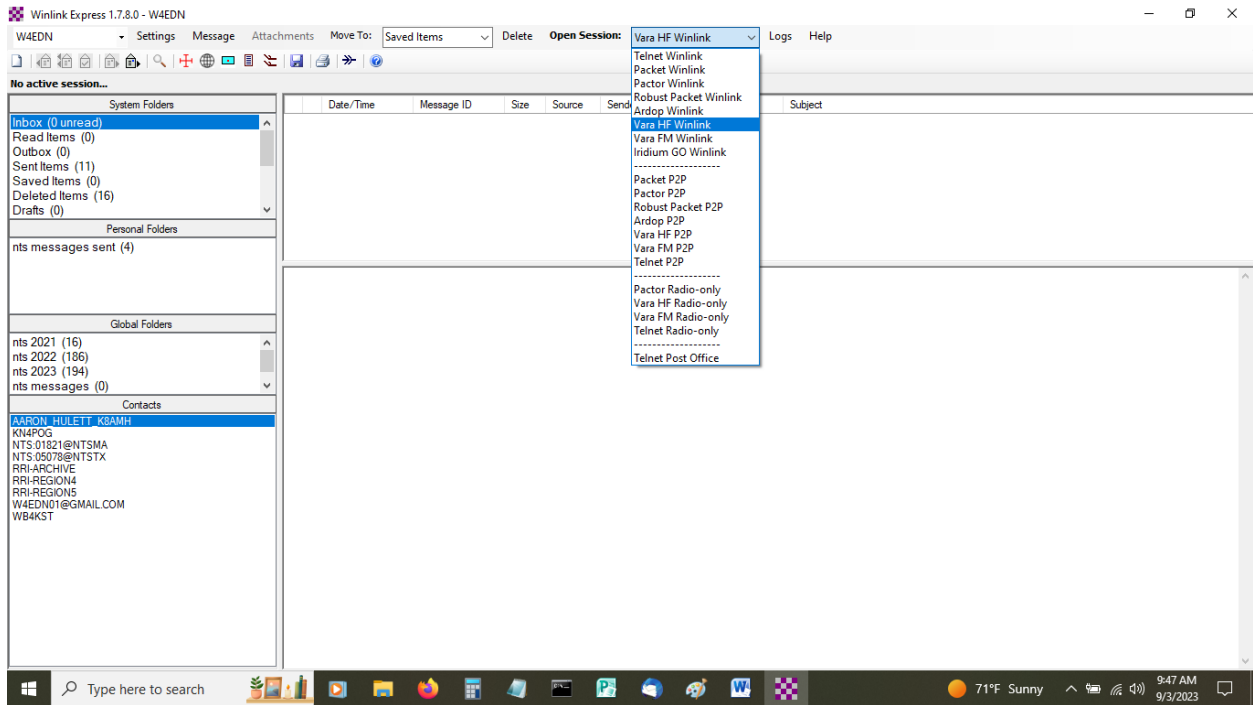 Winlink Express 1.7.8.0 - W4EDN
W4EDN Settings Message Attachments Move To: Saved Items Delete Open Session: Vara HF Winlink Logs Help
No active session...
System Folders
Inbox (0 unread)
Read Items (0)
Outbox (0)
Sent Items (11)
Saved Items (0)
Deleted Items (16)
Drafts (0)
Personal Folders
nts messages sent (4)
Global Folders
nts 2021 (16)
nts 2022 (186)
nts 2023 (194)
nts messages (0)
Contacts
AARON_HULETT_K8AMH
KN4POG
NTS:01821@NTSMA
NTS:05078@NTSTX
RRI-ARCHIVE
RRI-REGION4
RRI-REGION5
W4EDN01@GMAIL.COM
WB4KST
Date/Time Message ID Size Source Subject
Telnet Winlink
Packet Winlink
Pactor Winlink
Robust Packet Winlink
Ardop Winlink
Vara HF Winlink
Vara FM Winlink
Iridium GO Winlink
-------------------
Packet P2P
Pactor P2P
Robust Packet P2P
Ardop P2P
Vara HF P2P
Vara FM P2P
Telnet P2P
-------------------
Pactor Radio-only
Vara HF Radio-only
Vara FM Radio-only
Telnet Radio-only
-------------------
Telnet Post Office
Type here to search
71°F Sunny
9:47 AM
9/3/2023